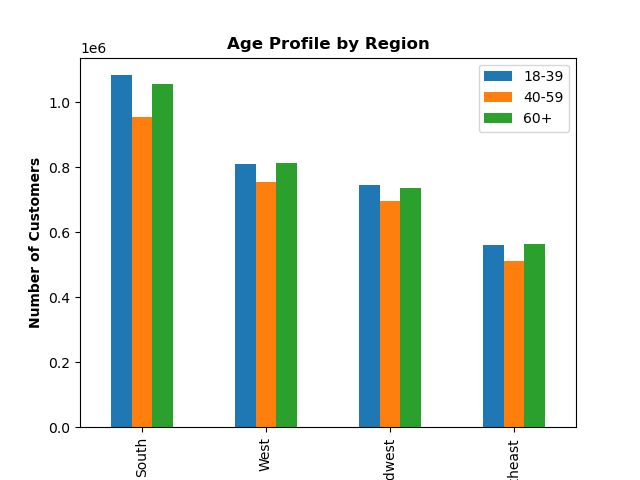 Age Profile by Region
1e6
18-39
40-59
60+
Number of Customers
1.0
0.8
0.6
0.4
0.2
0.0
South
West
dwest
heast